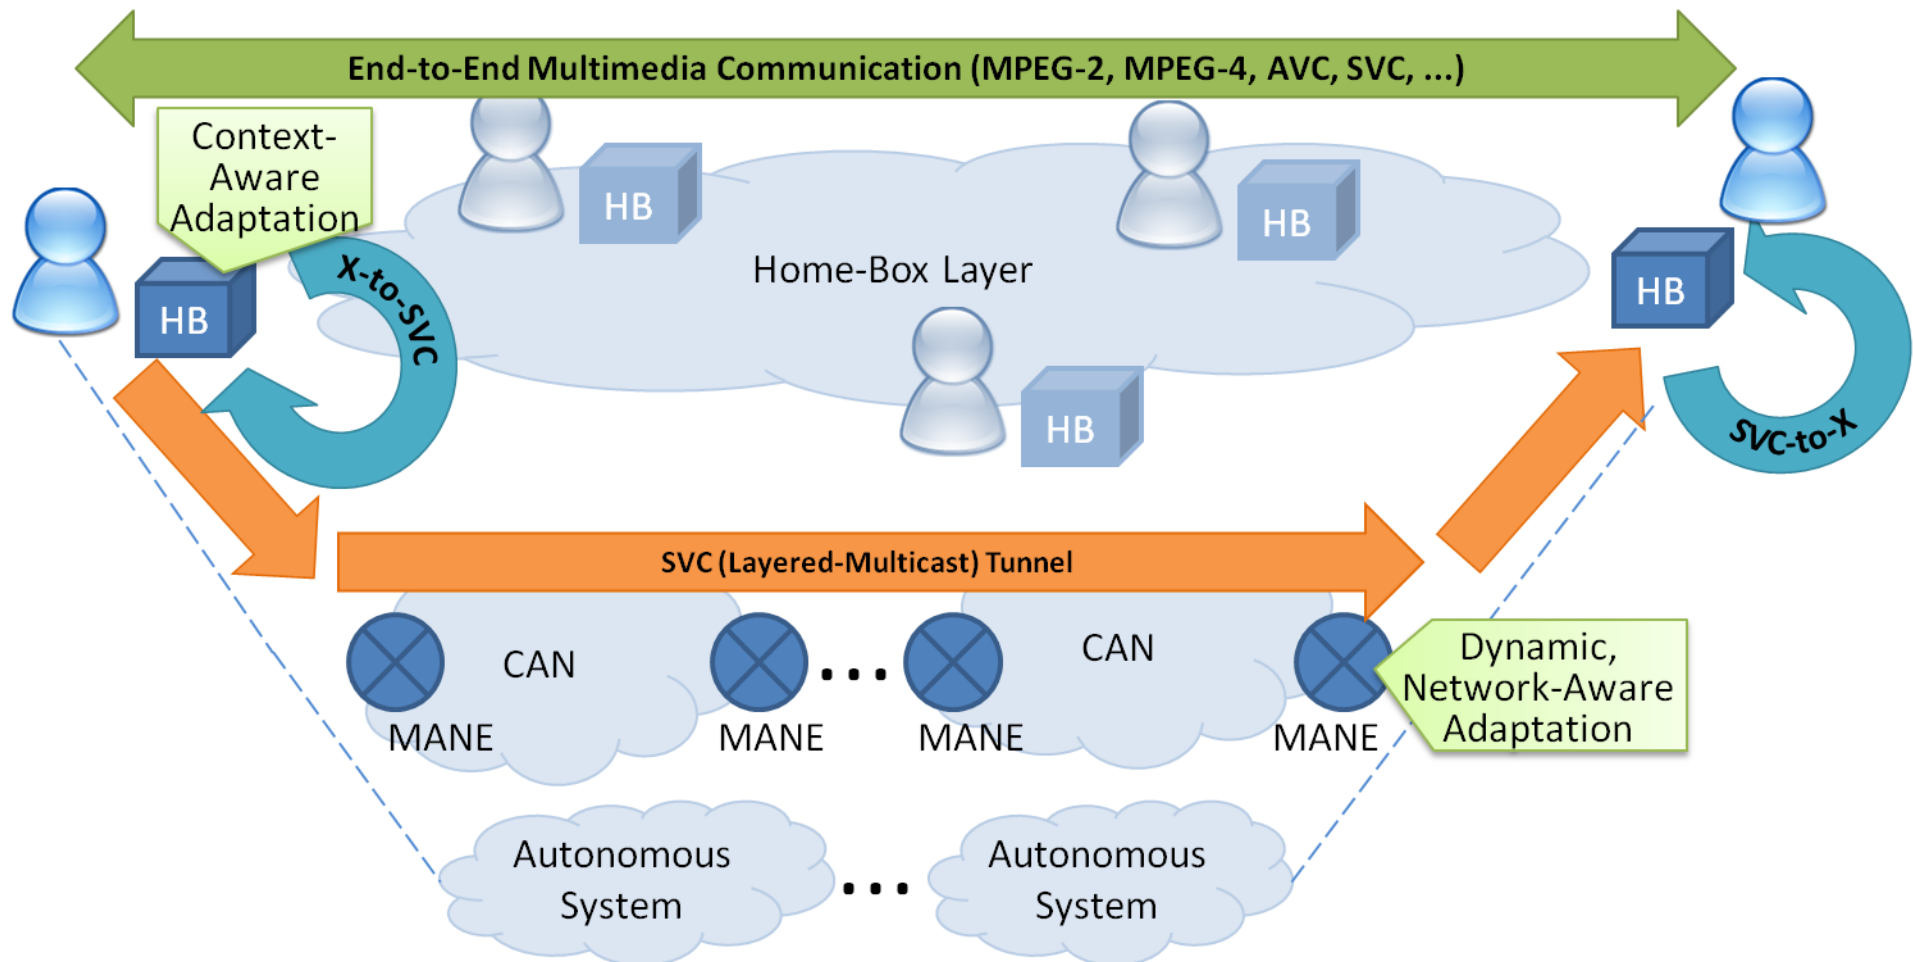 End-to-End Multimedia Communication (MPEG-2, MPEG-4, AVC, SVC, ...)
Context-
Aware
Adaptation
HB
HB
HB
X-to-SVC
Home-Box Layer
HB
HB
HB
SVC-to-X
SVC (Layered-Multicast) Tunnel
CAN
CAN
...
MANE
MANE
MANE
MANE
Dynamic,
Network-Aware
Adaptation
Autonomous
System
...
Autonomous
System